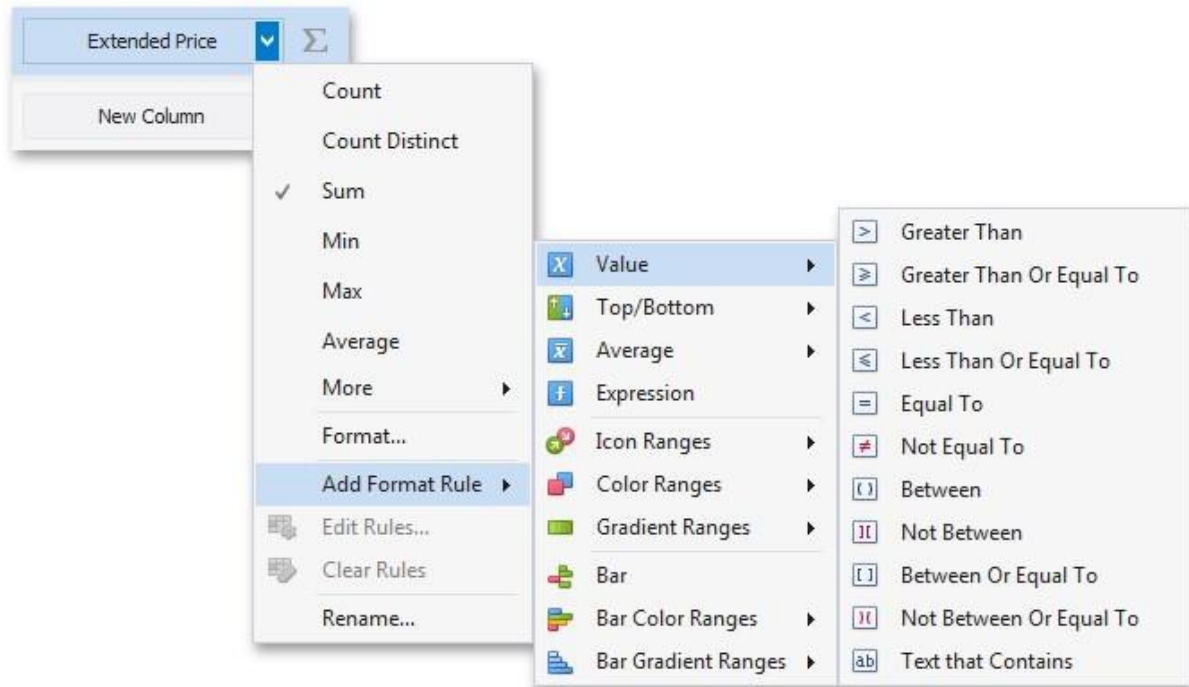 Extended Price Σ
New Column
Count
Count Distinct
Sum
Min
Max
Average
More
Format...
Add Format Rule
Edit Rules...
Clear Rules
Rename...
Value
Top/Bottom
Average
Expression
Icon Ranges
Color Ranges
Gradient Ranges
Bar
Bar Color Ranges
Bar Gradient Ranges
> Greater Than
⩾ Greater Than Or Equal To
< Less Than
⩽ Less Than Or Equal To
= Equal To
≠ Not Equal To
() Between
][ Not Between
[] Between Or Equal To
)( Not Between Or Equal To
ab Text that Contains